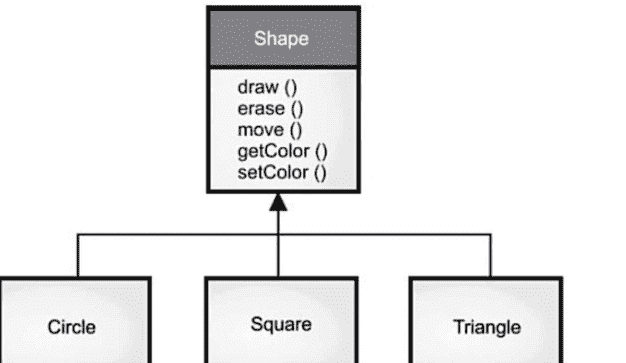 Shape
draw ()
erase ()
move ()
getColor ()
setColor ()
Circle
Square
Triangle